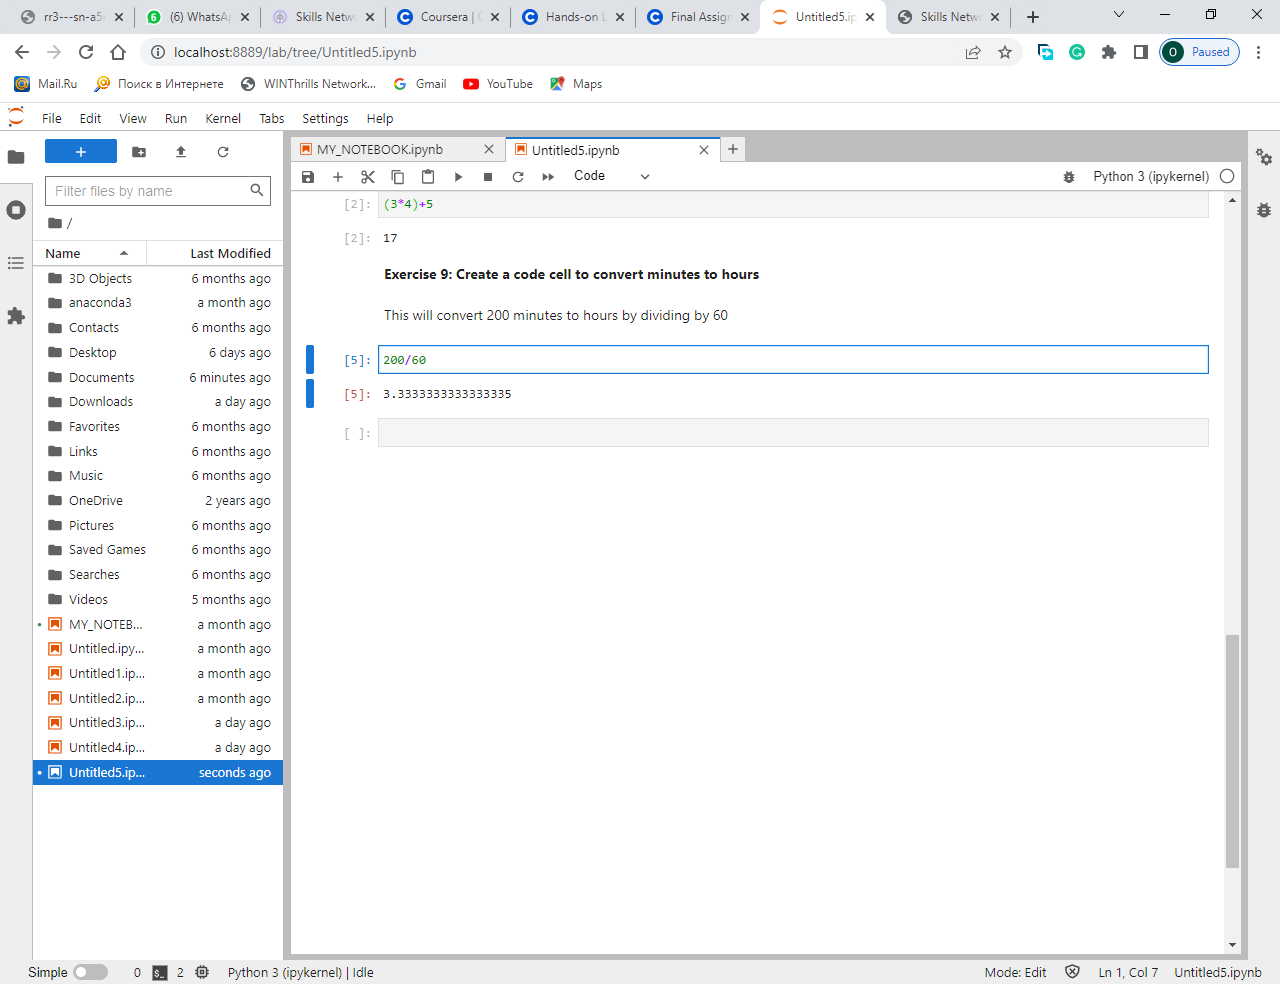 rr3---sn-a5
(6) WhatsAp
Skills Netw
Coursera | 
Hands-on L
Final Assign
Untitled5.ip
Skills Netw
localhost:8889/lab/tree/Untitled5.ipynb
O Paused
Mail.Ru
Поиск в Интернете
WINThrills Network...
Gmail
YouTube
Maps
File Edit View Run Kernel Tabs Settings Help
MY_NOTEBOOK.ipynb
Untitled5.ipynb
Code
Python 3 (ipykernel)
Filter files by name
/
Name Last Modified
3D Objects 6 months ago
anaconda3 a month ago
Contacts 6 months ago
Desktop 6 days ago
Documents 6 minutes ago
Downloads a day ago
Favorites 6 months ago
Links 6 months ago
Music 6 months ago
OneDrive 2 years ago
Pictures 6 months ago
Saved Games 6 months ago
Searches 6 months ago
Videos 5 months ago
MY_NOTEB... a month ago
Untitled.ipy... a month ago
Untitled1.ip... a month ago
Untitled2.ip... a month ago
Untitled3.ip... a day ago
Untitled4.ip... a day ago
Untitled5.ip... seconds ago
[2]: (3*4)+5
[2]: 17
Exercise 9: Create a code cell to convert minutes to hours
This will convert 200 minutes to hours by dividing by 60
[5]: 200/60
[5]: 3.3333333333333335
[ ]:
Simple 0 $_ 2 Python 3 (ipykernel) | Idle
Mode: Edit Ln 1, Col 7 Untitled5.ipynb